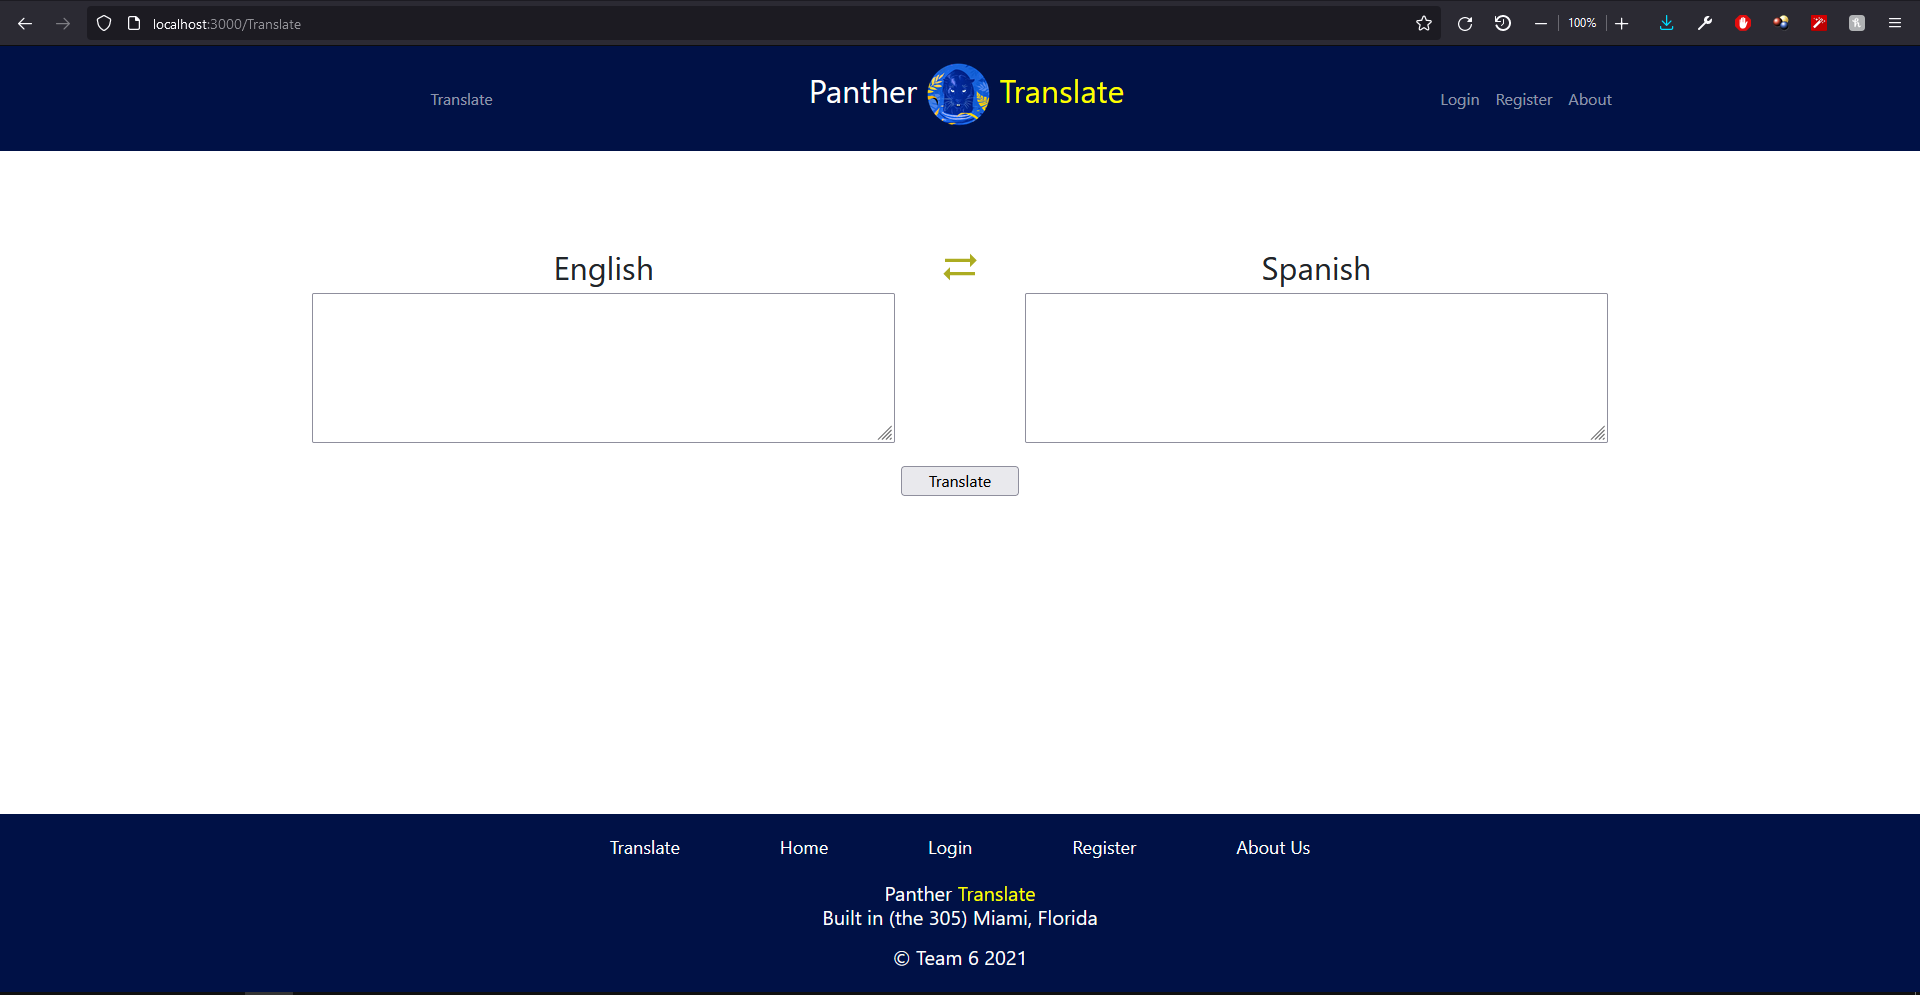 localhost:3000/Translate
100%
Translate
Panther Translate
Login Register About
English
Spanish
Translate
Translate Home Login Register About Us
Panther Translate
Built in (the 305) Miami, Florida
© Team 6 2021